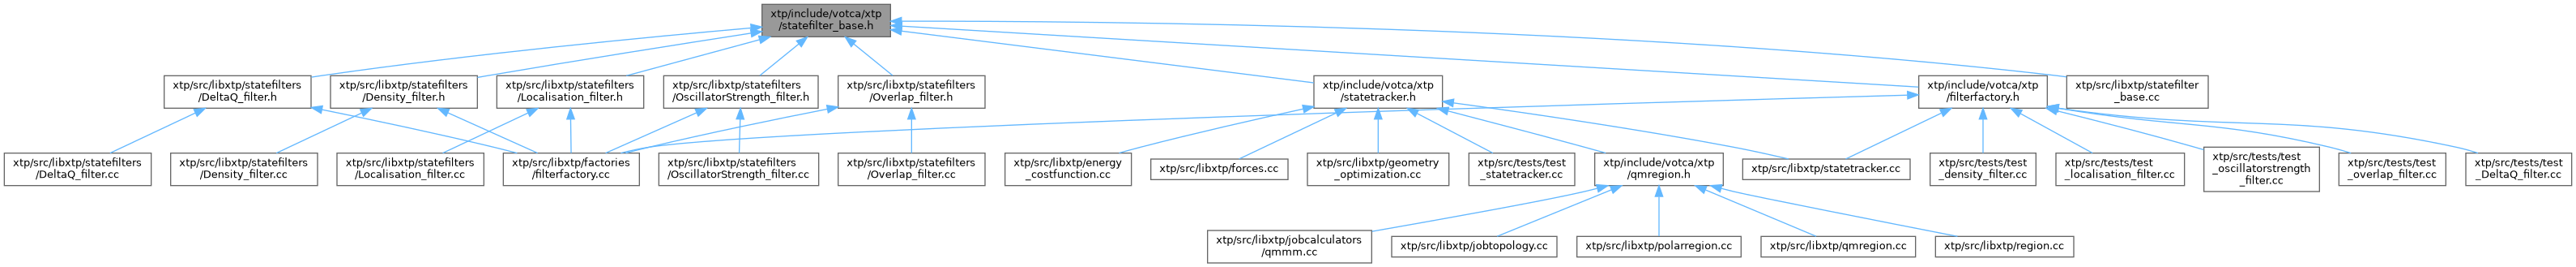 xtp/include/votca/xtp
/statefilter_base.h
xtp/src/libxtp/statefilters
/DeltaQ_filter.h
xtp/src/libxtp/statefilters
/Density_filter.h
xtp/src/libxtp/statefilters
/Localisation_filter.h
xtp/src/libxtp/statefilters
/OscillatorStrength_filter.h
xtp/src/libxtp/statefilters
/Overlap_filter.h
xtp/include/votca/xtp
/statetracker.h
xtp/include/votca/xtp
/filterfactory.h
xtp/src/libxtp/statefilter
_base.cc
xtp/src/libxtp/statefilters
/DeltaQ_filter.cc
xtp/src/libxtp/statefilters
/Density_filter.cc
xtp/src/libxtp/statefilters
/Localisation_filter.cc
xtp/src/libxtp/factories
/filterfactory.cc
xtp/src/libxtp/statefilters
/OscillatorStrength_filter.cc
xtp/src/libxtp/statefilters
/Overlap_filter.cc
xtp/src/libxtp/energy
_costfunction.cc
xtp/src/libxtp/forces.cc
xtp/src/libxtp/geometry
_optimization.cc
xtp/src/tests/test
_statetracker.cc
xtp/include/votca/xtp
/qmregion.h
xtp/src/libxtp/statetracker.cc
xtp/src/tests/test
_density_filter.cc
xtp/src/tests/test
_localisation_filter.cc
xtp/src/tests/test
_oscillatorstrength
_filter.cc
xtp/src/tests/test
_overlap_filter.cc
xtp/src/tests/test
_DeltaQ_filter.cc
xtp/src/libxtp/jobcalculators
/qmmm.cc
xtp/src/libxtp/jobtopology.cc
xtp/src/libxtp/polarregion.cc
xtp/src/libxtp/qmregion.cc
xtp/src/libxtp/region.cc